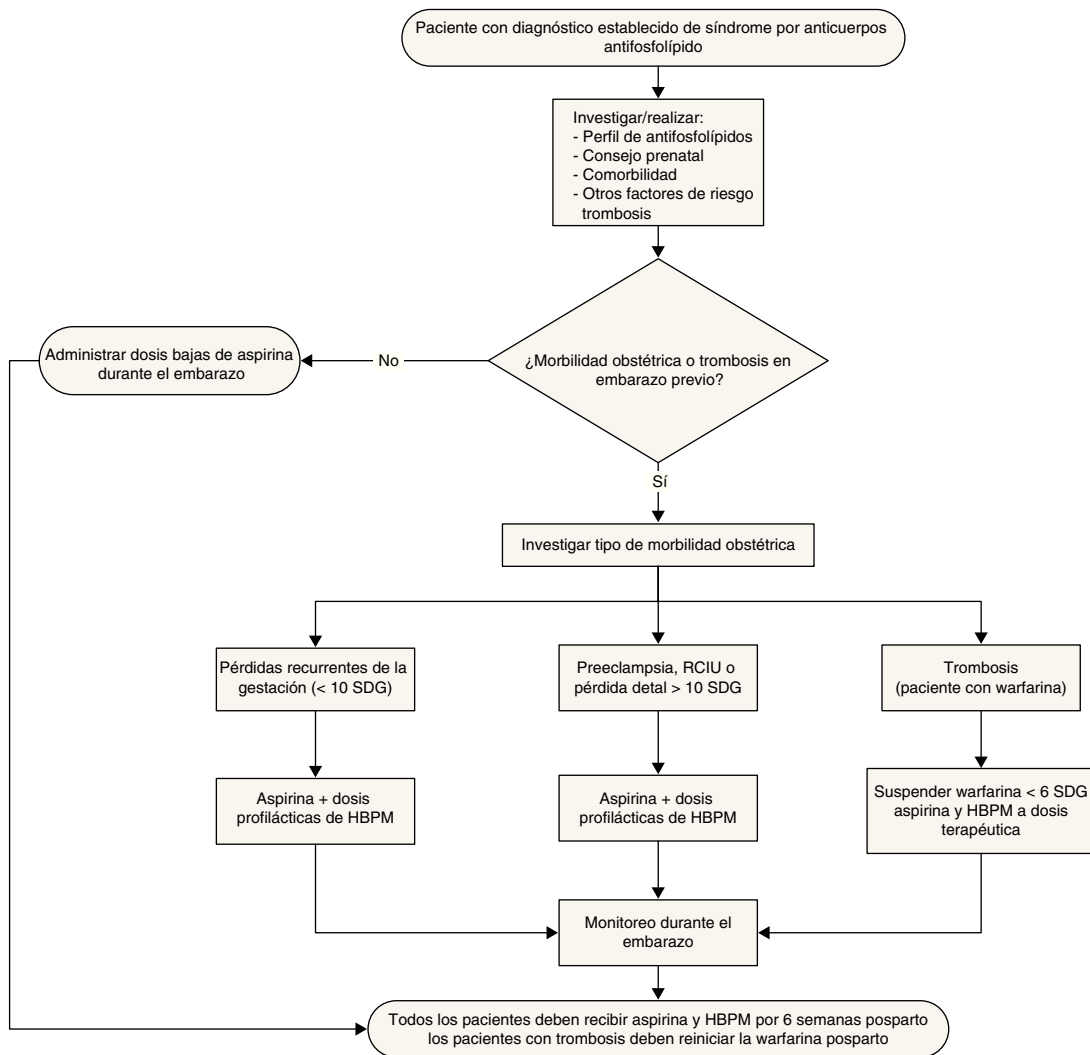 Paciente con diagnóstico establecido de síndrome por anticuerpos
antifosfolípido
Investigar/realizar:
- Perfil de antifosfolípidos
- Consejo prenatal
- Comorbilidad
- Otros factores de riesgo
trombosis
¿Morbilidad obstétrica o trombosis en
embarazo previo?
No
Administrar dosis bajas de aspirina
durante el embarazo
Sí
Investigar tipo de morbilidad obstétrica
Pérdidas recurrentes de la
gestación (< 10 SDG)
Preeclampsia, RCIU o
pérdida detal > 10 SDG
Trombosis
(paciente con warfarina)
Aspirina + dosis
profilácticas de HBPM
Aspirina + dosis
profilácticas de HBPM
Suspender warfarina < 6 SDG
aspirina y HBPM a dosis
terapéutica
Monitoreo durante el
embarazo
Todos los pacientes deben recibir aspirina y HBPM por 6 semanas posparto
los pacientes con trombosis deben reiniciar la warfarina posparto